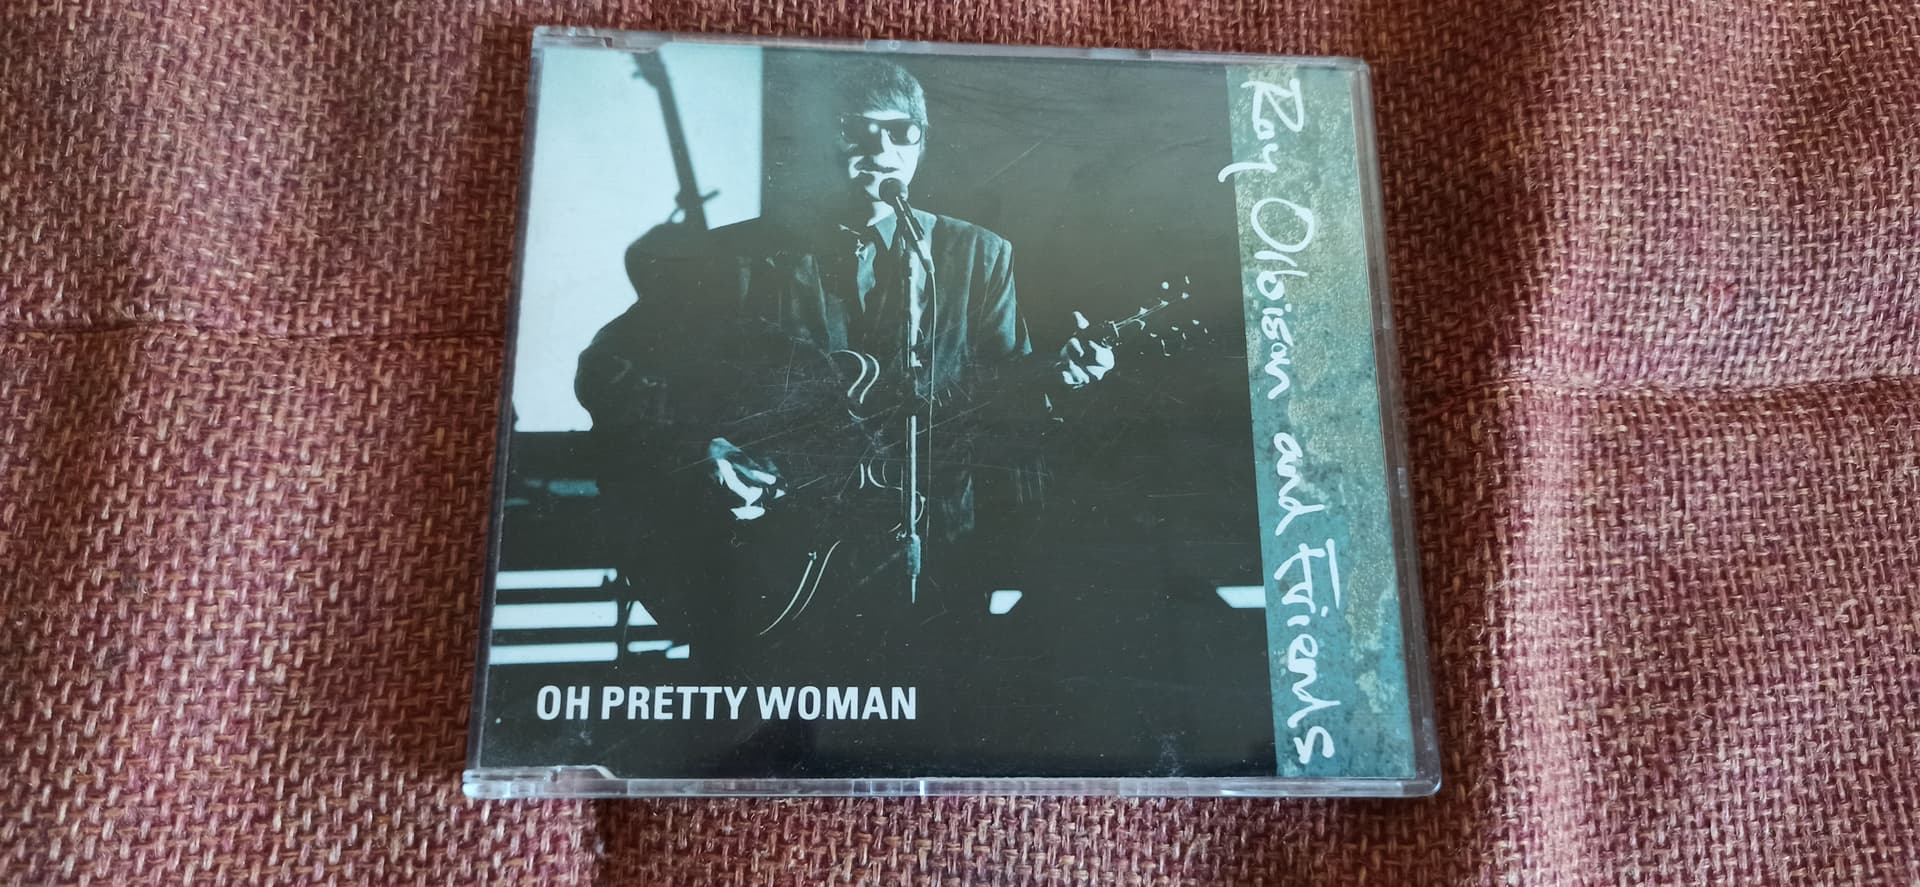 OH PRETTY WOMAN
Roy Orbison and Friends